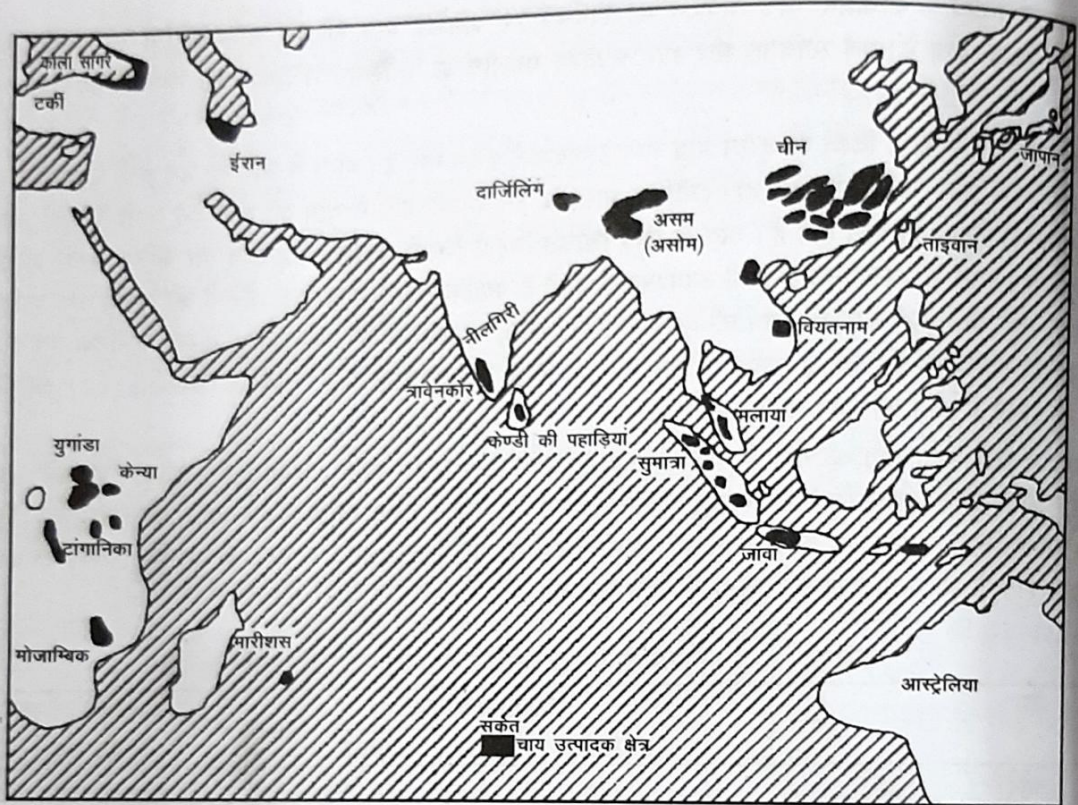 काला सागर
टर्की
ईरान
चीन
जापान
दार्जिलिंग
असम
(असोम)
ताइवान
नीलगिरी
वियतनाम
त्रावेनकोर
मलाया
केण्डी की पहाड़ियां
सुमात्रा
युगांडा
केन्या
टांगानिका
जावा
मारीशस
मोजाम्बिक
आस्ट्रेलिया
संकेत
चाय उत्पादक क्षेत्र